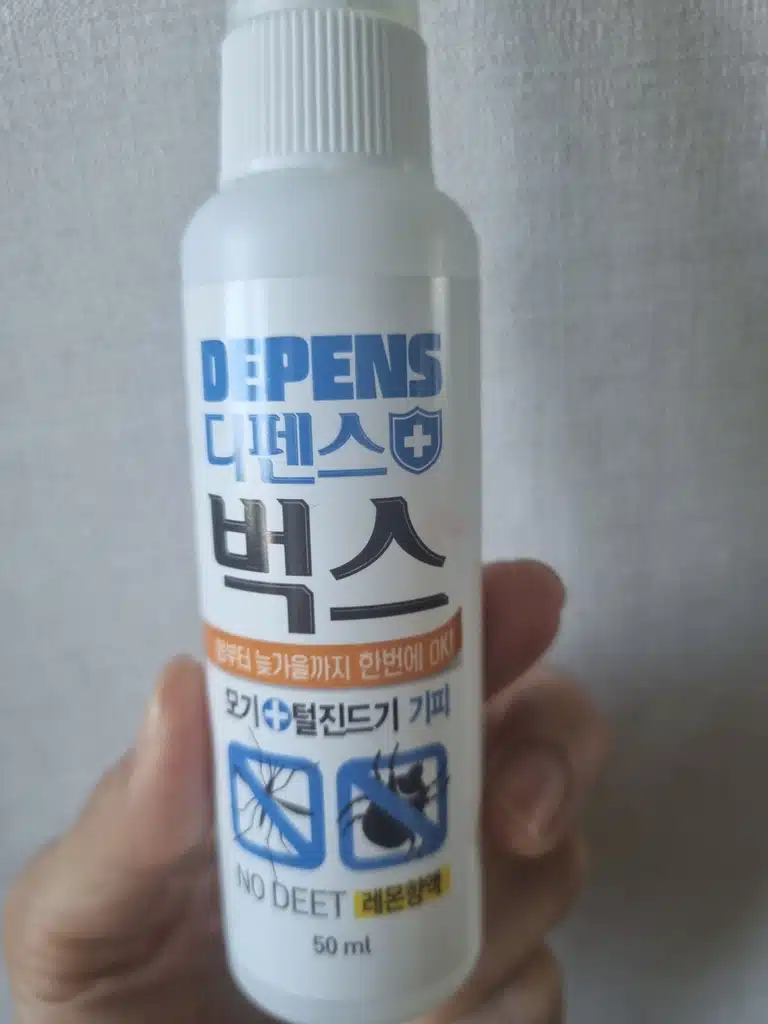 DEPENS
디펜스
벅스
봄부터 늦가을까지 한번에 OK!
모기+털진드기 기피
NO DEET 레몬향액
50 ml